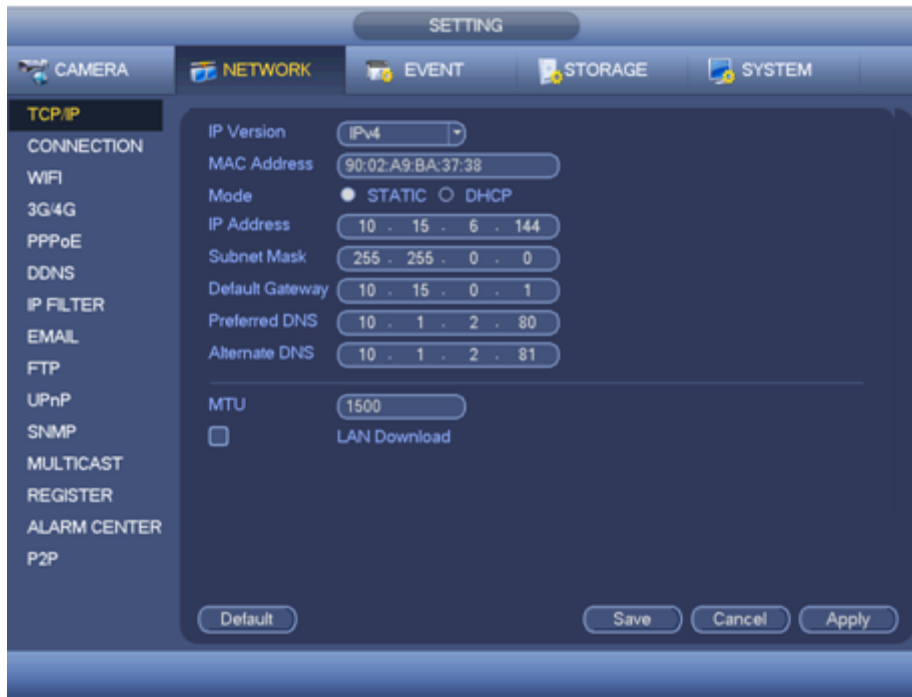 SETTING
CAMERA NETWORK EVENT STORAGE SYSTEM
TCP/IP
CONNECTION
WIFI
3G/4G
PPPoE
DDNS
IP FILTER
EMAIL
FTP
UPnP
SNMP
MULTICAST
REGISTER
ALARM CENTER
P2P
IP Version IPv4
MAC Address 90:02:A9:BA:37:38
Mode STATIC DHCP
IP Address 10 . 15 . 6 . 144
Subnet Mask 255 . 255 . 0 . 0
Default Gateway 10 . 15 . 0 . 1
Preferred DNS 10 . 1 . 2 . 80
Alternate DNS 10 . 1 . 2 . 81
MTU 1500
LAN Download
Default Save Cancel Apply